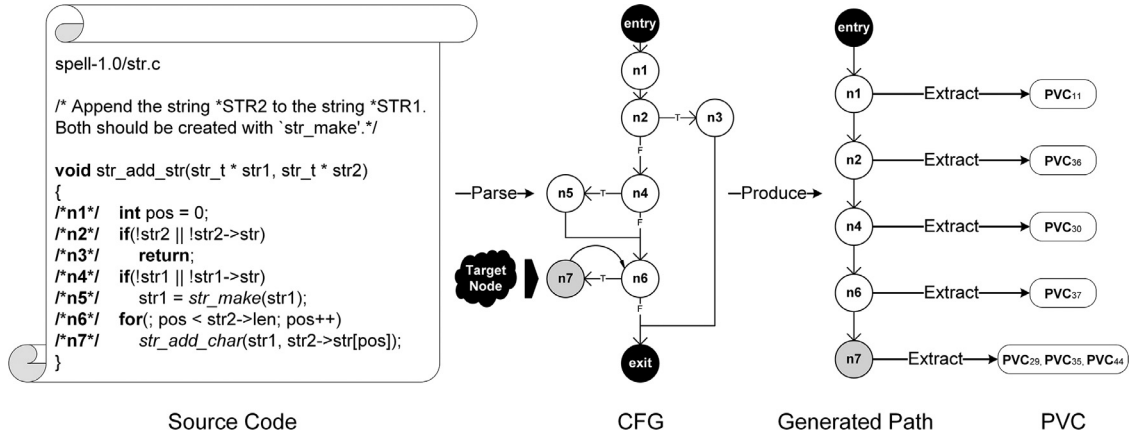 spell-1.0/str.c
/* Append the string *STR2 to the string *STR1.
Both should be created with `str_make'.*/
void str_add_str(str_t * str1, str_t * str2)
{
/*n1*/ int pos = 0;
/*n2*/ if(!str2 || !str2->str)
/*n3*/ return;
/*n4*/ if(!str1 || !str1->str)
/*n5*/ str1 = str_make(str1);
/*n6*/ for(; pos < str2->len; pos++)
/*n7*/ str_add_char(str1, str2->str[pos]);
}
Source Code
Parse
entry
n1
n2
T
n3
F
n5
T
n4
F
Target
Node
n7
T
n6
F
exit
CFG
Produce
entry
n1
Extract
PVC11
n2
Extract
PVC36
n4
Extract
PVC30
n6
Extract
PVC37
n7
Extract
PVC29, PVC35, PVC44
Generated Path
PVC